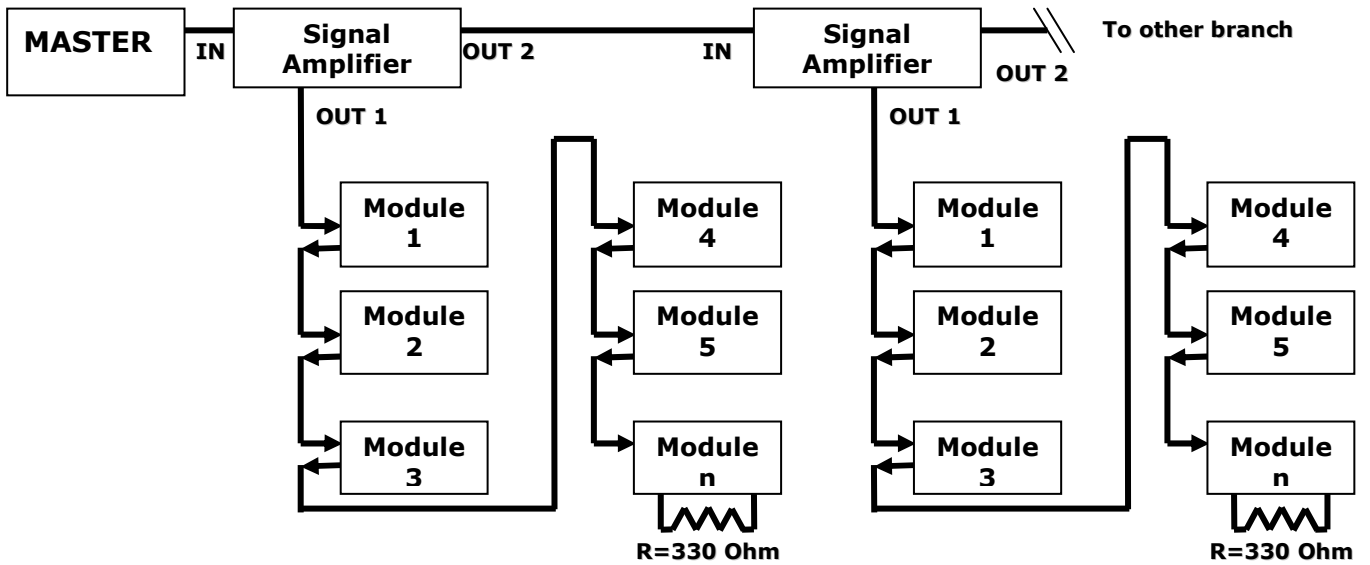 MASTER
IN
Signal
Amplifier
OUT 2
IN
Signal
Amplifier
OUT 2
To other branch
OUT 1
OUT 1
Module
1
Module
2
Module
3
Module
4
Module
5
Module
n
R=330 Ohm
Module
1
Module
2
Module
3
Module
4
Module
5
Module
n
R=330 Ohm